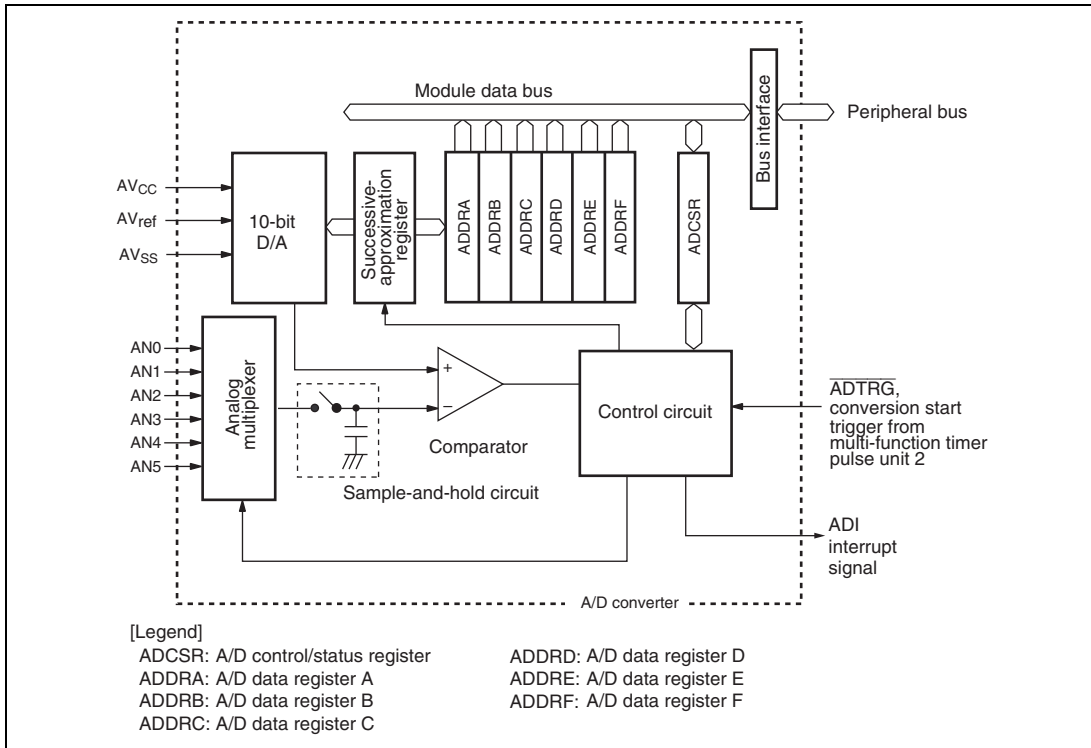 Module data bus
Bus interface
Peripheral bus
AVCC
AVref
AVSS
10-bit
D/A
Successive-
approximation
register
ADDRA
ADDRB
ADDRC
ADDRD
ADDRE
ADDRF
ADCSR
AN0
AN1
AN2
AN3
AN4
AN5
Analog
multiplexer
+
−
Comparator
Sample-and-hold circuit
Control circuit
ADTRG,
conversion start
trigger from
multi-function timer
pulse unit 2
ADI
interrupt
signal
A/D converter
[Legend]
ADCSR: A/D control/status register
ADDRA: A/D data register A
ADDRB: A/D data register B
ADDRC: A/D data register C
ADDRD: A/D data register D
ADDRE: A/D data register E
ADDRF: A/D data register F